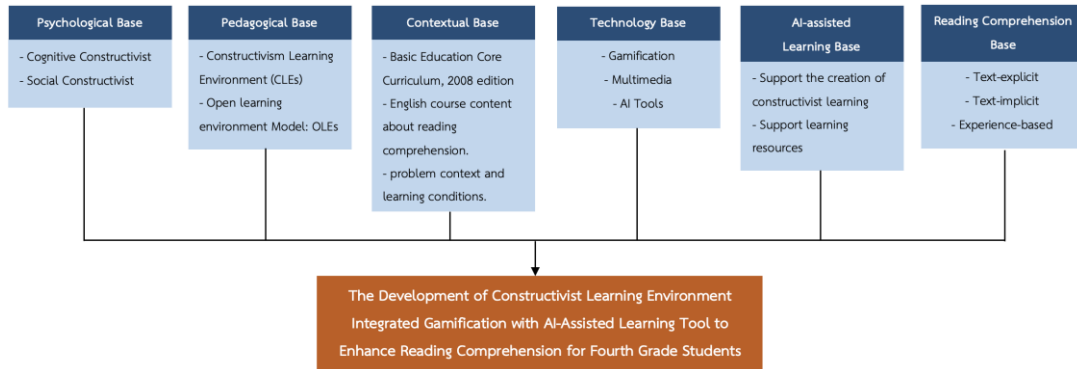 Psychological Base
- Cognitive Constructivist
- Social Constructivist
Pedagogical Base
- Constructivism Learning
Environment (CLEs)
- Open learning
environment Model: OLEs
Contextual Base
- Basic Education Core
Curriculum, 2008 edition
- English course content
about reading
comprehension.
- problem context and
learning conditions.
Technology Base
- Gamification
- Multimedia
- AI Tools
AI-assisted
Learning Base
- Support the creation of
constructivist learning
- Support learning
resources
Reading Comprehension
Base
- Text-explicit
- Text-implicit
- Experience-based
The Development of Constructivist Learning Environment
Integrated Gamification with AI-Assisted Learning Tool to
Enhance Reading Comprehension for Fourth Grade Students